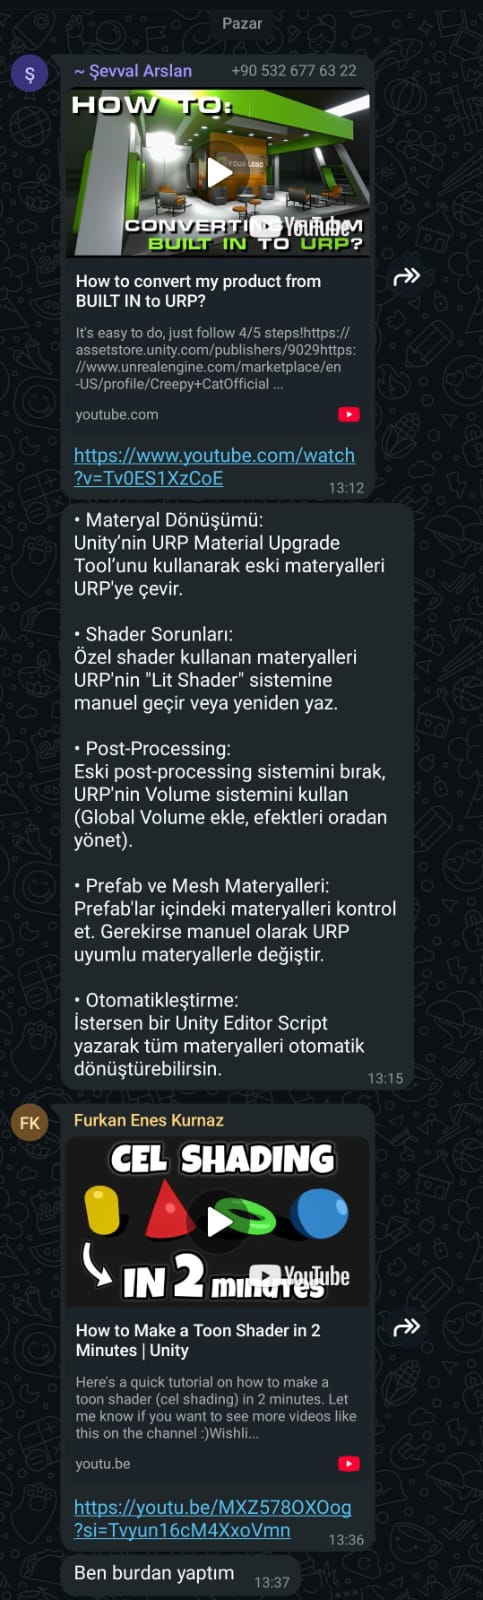 Pazar
Ş
~ Şevval Arslan +90 532 677 63 22
HOW TO:
YOUR LOGO
CONVERTING FROM
YouTube
BUILT IN TO URP?
How to convert my product from
BUILT IN to URP?
It's easy to do, just follow 4/5 steps!https://
assetstore.unity.com/publishers/9029https:
//www.unrealengine.com/marketplace/en
-US/profile/Creepy+CatOfficial ...
youtube.com
https://www.youtube.com/watch
?v=Tv0ES1XzCoE
13:12
• Materyal Dönüşümü:
Unity’nin URP Material Upgrade
Tool’unu kullanarak eski materyalleri
URP'ye çevir.
• Shader Sorunları:
Özel shader kullanan materyalleri
URP'nin "Lit Shader" sistemine
manuel geçir veya yeniden yaz.
• Post-Processing:
Eski post-processing sistemini bırak,
URP'nin Volume sistemini kullan
(Global Volume ekle, efektleri oradan
yönet).
• Prefab ve Mesh Materyalleri:
Prefab'lar içindeki materyalleri kontrol
et. Gerekirse manuel olarak URP
uyumlu materyallerle değiştir.
• Otomatikleştirme:
İstersen bir Unity Editor Script
yazarak tüm materyalleri otomatik
dönüştürebilirsin.
13:15
FK
Furkan Enes Kurnaz
CEL SHADING
IN 2 minutes
YouTube
How to Make a Toon Shader in 2
Minutes | Unity
Here's a quick tutorial on how to make a
toon shader (cel shading) in 2 minutes. Let
me know if you want to see more videos like
this on the channel :)Wishli...
youtu.be
https://youtu.be/MXZ578OXOog
?si=Tvyun16cM4XxoVmn
13:36
Ben burdan yaptım 13:37